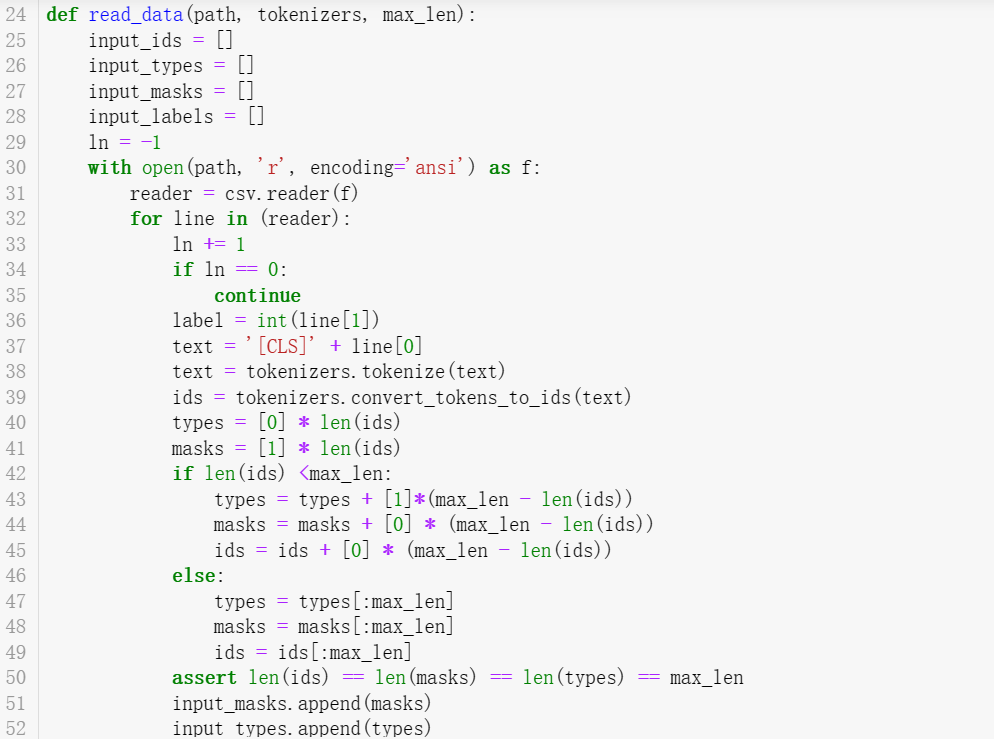 24 def read_data(path, tokenizers, max_len):
25     input_ids = []
26     input_types = []
27     input_masks = []
28     input_labels = []
29     ln = -1
30     with open(path, 'r', encoding='ansi') as f:
31         reader = csv.reader(f)
32         for line in (reader):
33             ln += 1
34             if ln == 0:
35                 continue
36             label = int(line[1])
37             text = '[CLS]' + line[0]
38             text = tokenizers.tokenize(text)
39             ids = tokenizers.convert_tokens_to_ids(text)
40             types = [0] * len(ids)
41             masks = [1] * len(ids)
42             if len(ids) <max_len:
43                 types = types + [1]*(max_len - len(ids))
44                 masks = masks + [0] * (max_len - len(ids))
45                 ids = ids + [0] * (max_len - len(ids))
46             else:
47                 types = types[:max_len]
48                 masks = masks[:max_len]
49                 ids = ids[:max_len]
50             assert len(ids) == len(masks) == len(types) == max_len
51             input_masks.append(masks)
52             input_types.append(types)